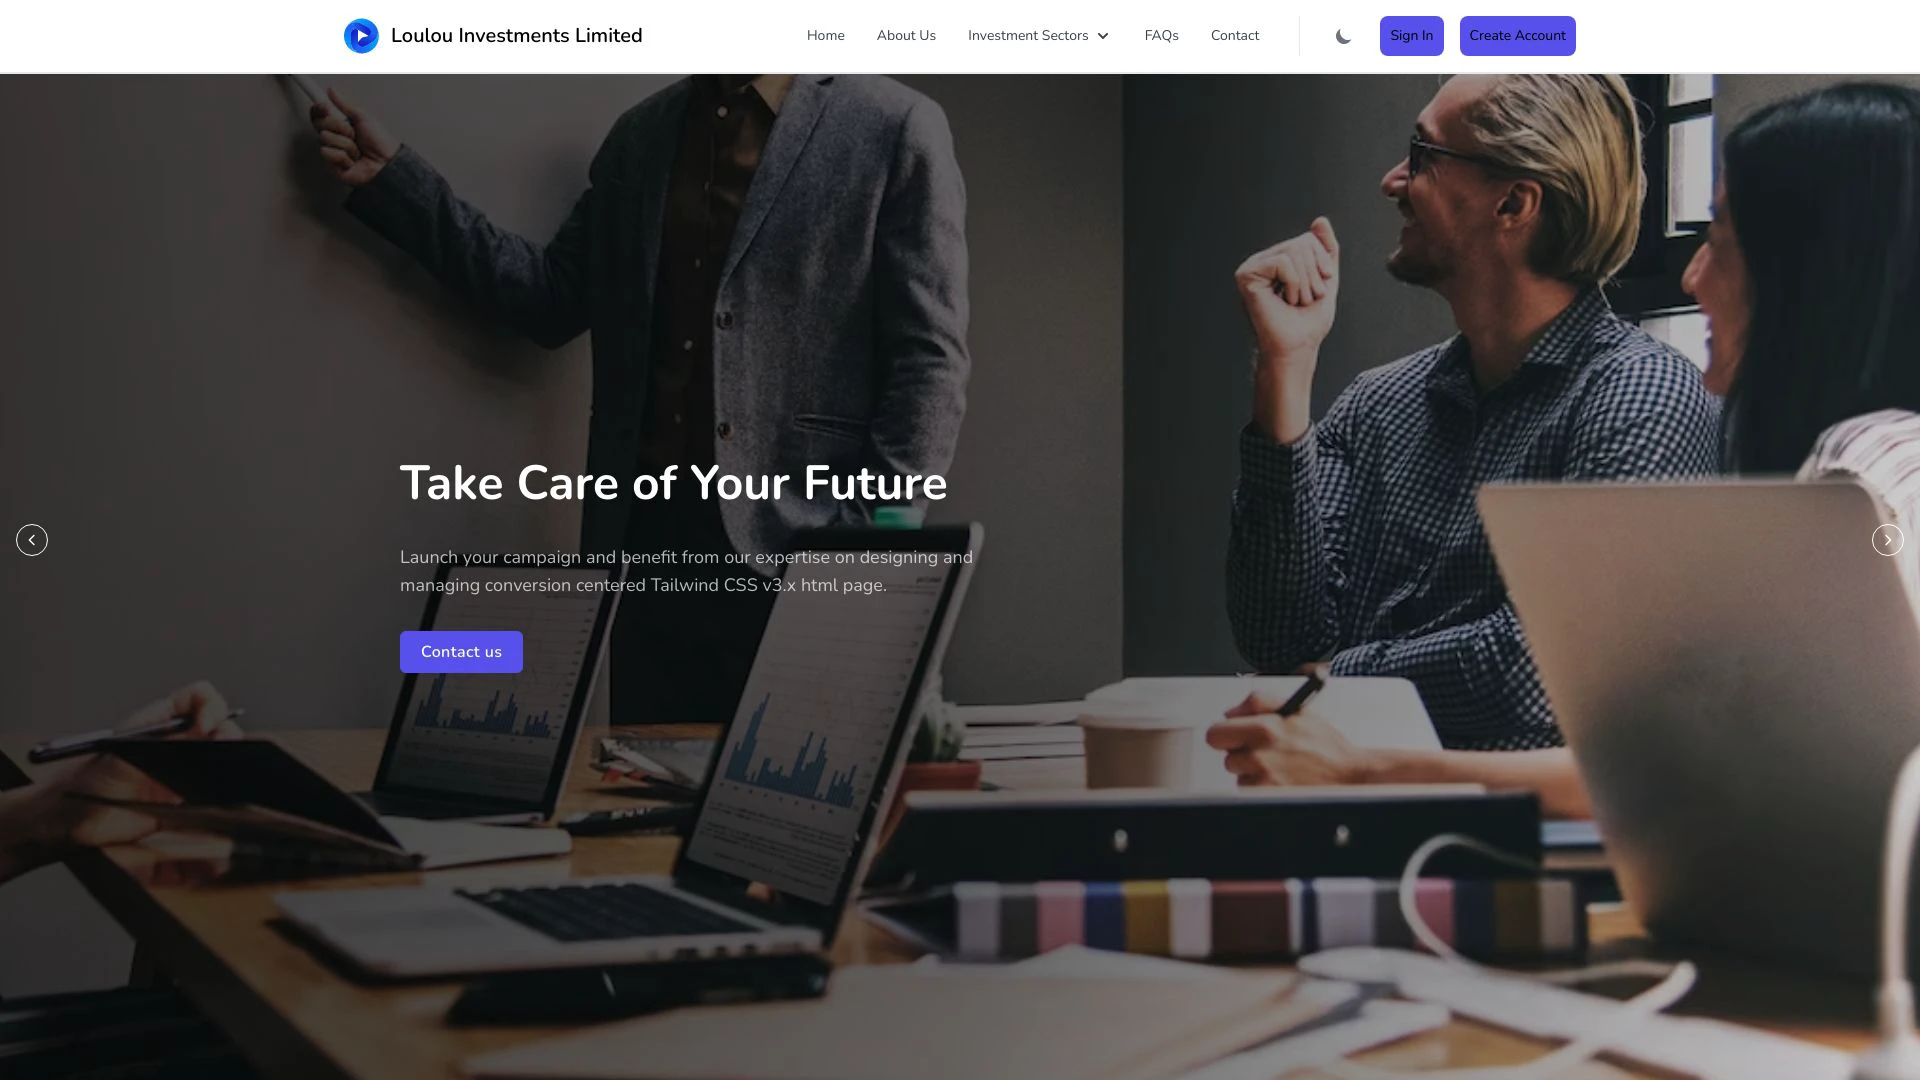 Loulou Investments Limited
Home
About Us
Investment Sectors
FAQs
Contact
Sign In
Create Account
Take Care of Your Future
Launch your campaign and benefit from our expertise on designing and
managing conversion centered Tailwind CSS v3.x html page.
Contact us